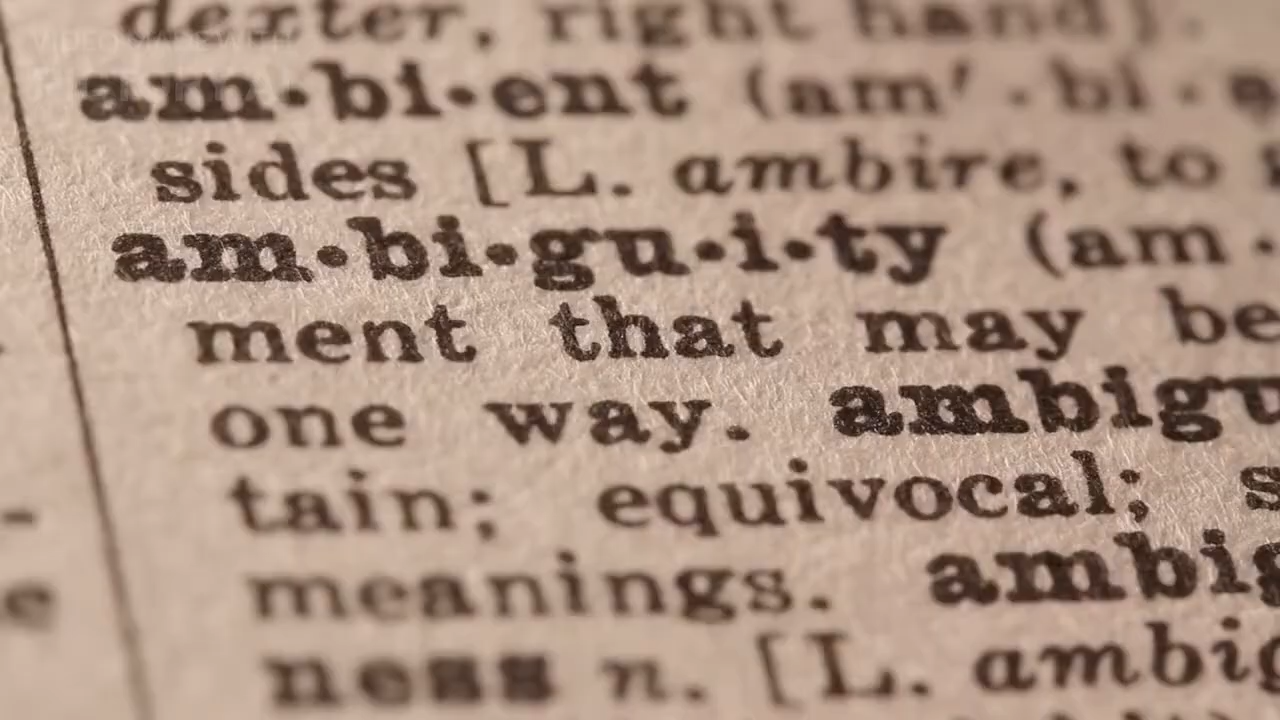 dexter, right hand].
am•bi•ent (am′ · bi ·
sides [L. ambire, to
am•bi•gu•i•ty (am ·
ment that may be
one way. ambigu
tain; equivocal; s
meanings. ambig
ness n. [L. ambig